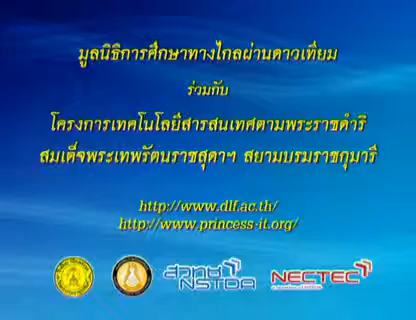 มูลนิธิการศึกษาทางไกลผ่านดาวเทียม
ร่วมกับ
โครงการเทคโนโลยีสารสนเทศตามพระราชดำริ
สมเด็จพระเทพรัตนราชสุดาฯ สยามบรมราชกุมารี
http://www.dlf.ac.th/
http://www.princess-it.org/
สวทช
NSTDA
NECTEC